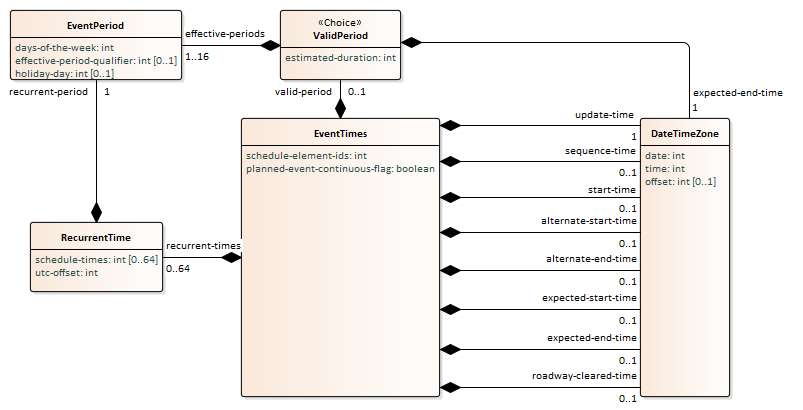 EventPeriod
days-of-the-week: int
effective-period-qualifier: int [0..1]
holiday-day: int [0..1]
effective-periods
1..16
«Choice»
ValidPeriod
estimated-duration: int
recurrent-period
1
valid-period
0..1
expected-end-time
1
EventTimes
schedule-element-ids: int
planned-event-continuous-flag: boolean
update-time
1
sequence-time
0..1
start-time
0..1
alternate-start-time
0..1
alternate-end-time
0..1
expected-start-time
0..1
expected-end-time
0..1
roadway-cleared-time
0..1
DateTimeZone
date: int
time: int
offset: int [0..1]
RecurrentTime
schedule-times: int [0..64]
utc-offset: int
recurrent-times
0..64